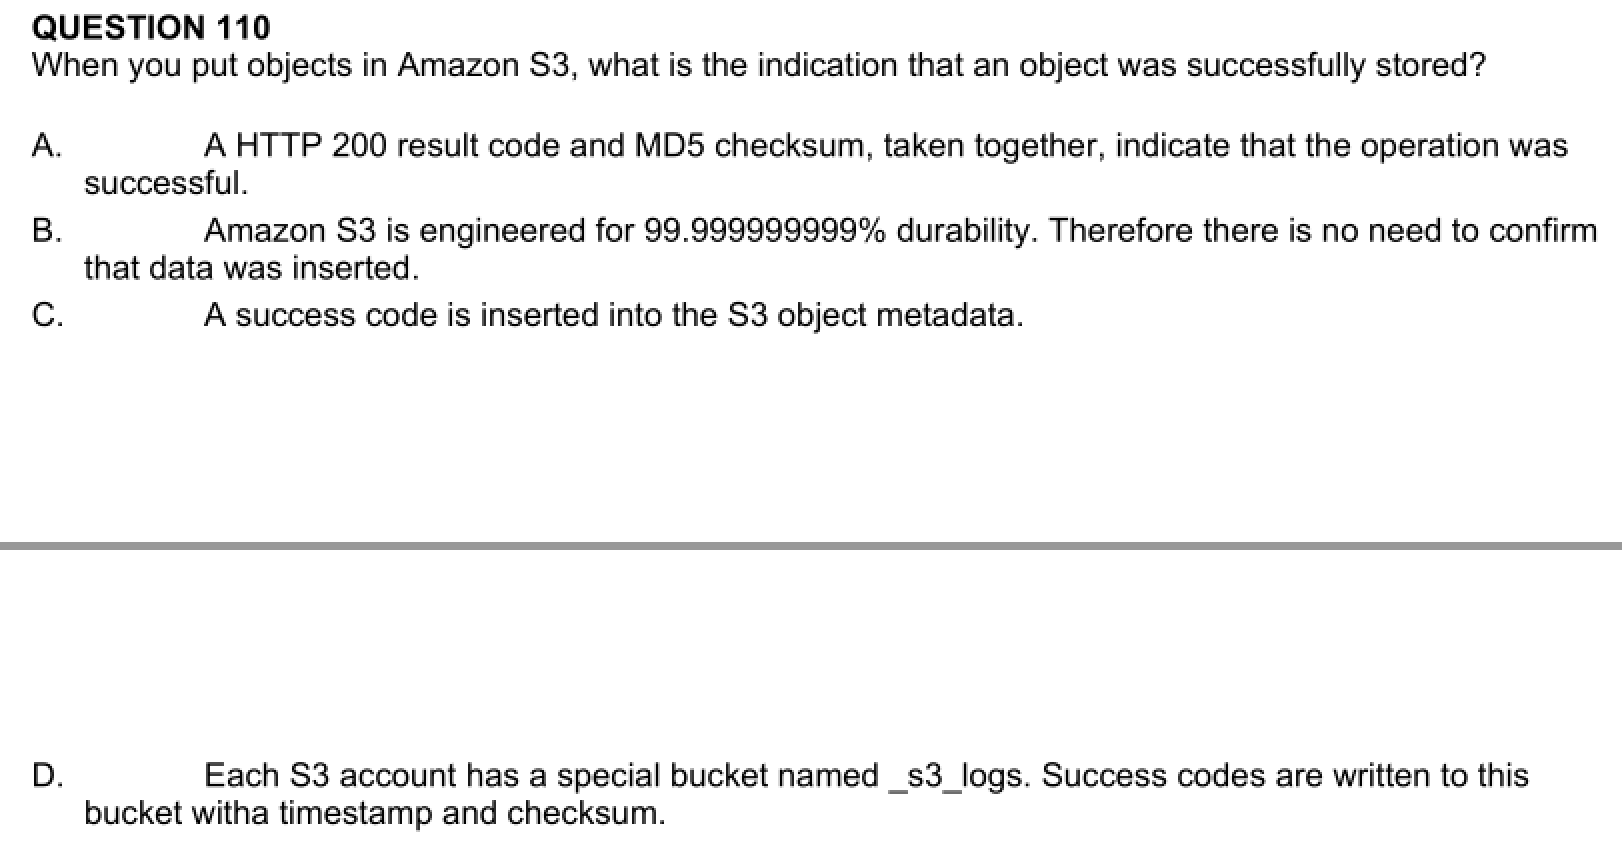 QUESTION 110
When you put objects in Amazon S3, what is the indication that an object was successfully stored?
A. A HTTP 200 result code and MD5 checksum, taken together, indicate that the operation was
successful.
B. Amazon S3 is engineered for 99.999999999% durability. Therefore there is no need to confirm
that data was inserted.
C. A success code is inserted into the S3 object metadata.
D. Each S3 account has a special bucket named _s3_logs. Success codes are written to this
bucket witha timestamp and checksum.